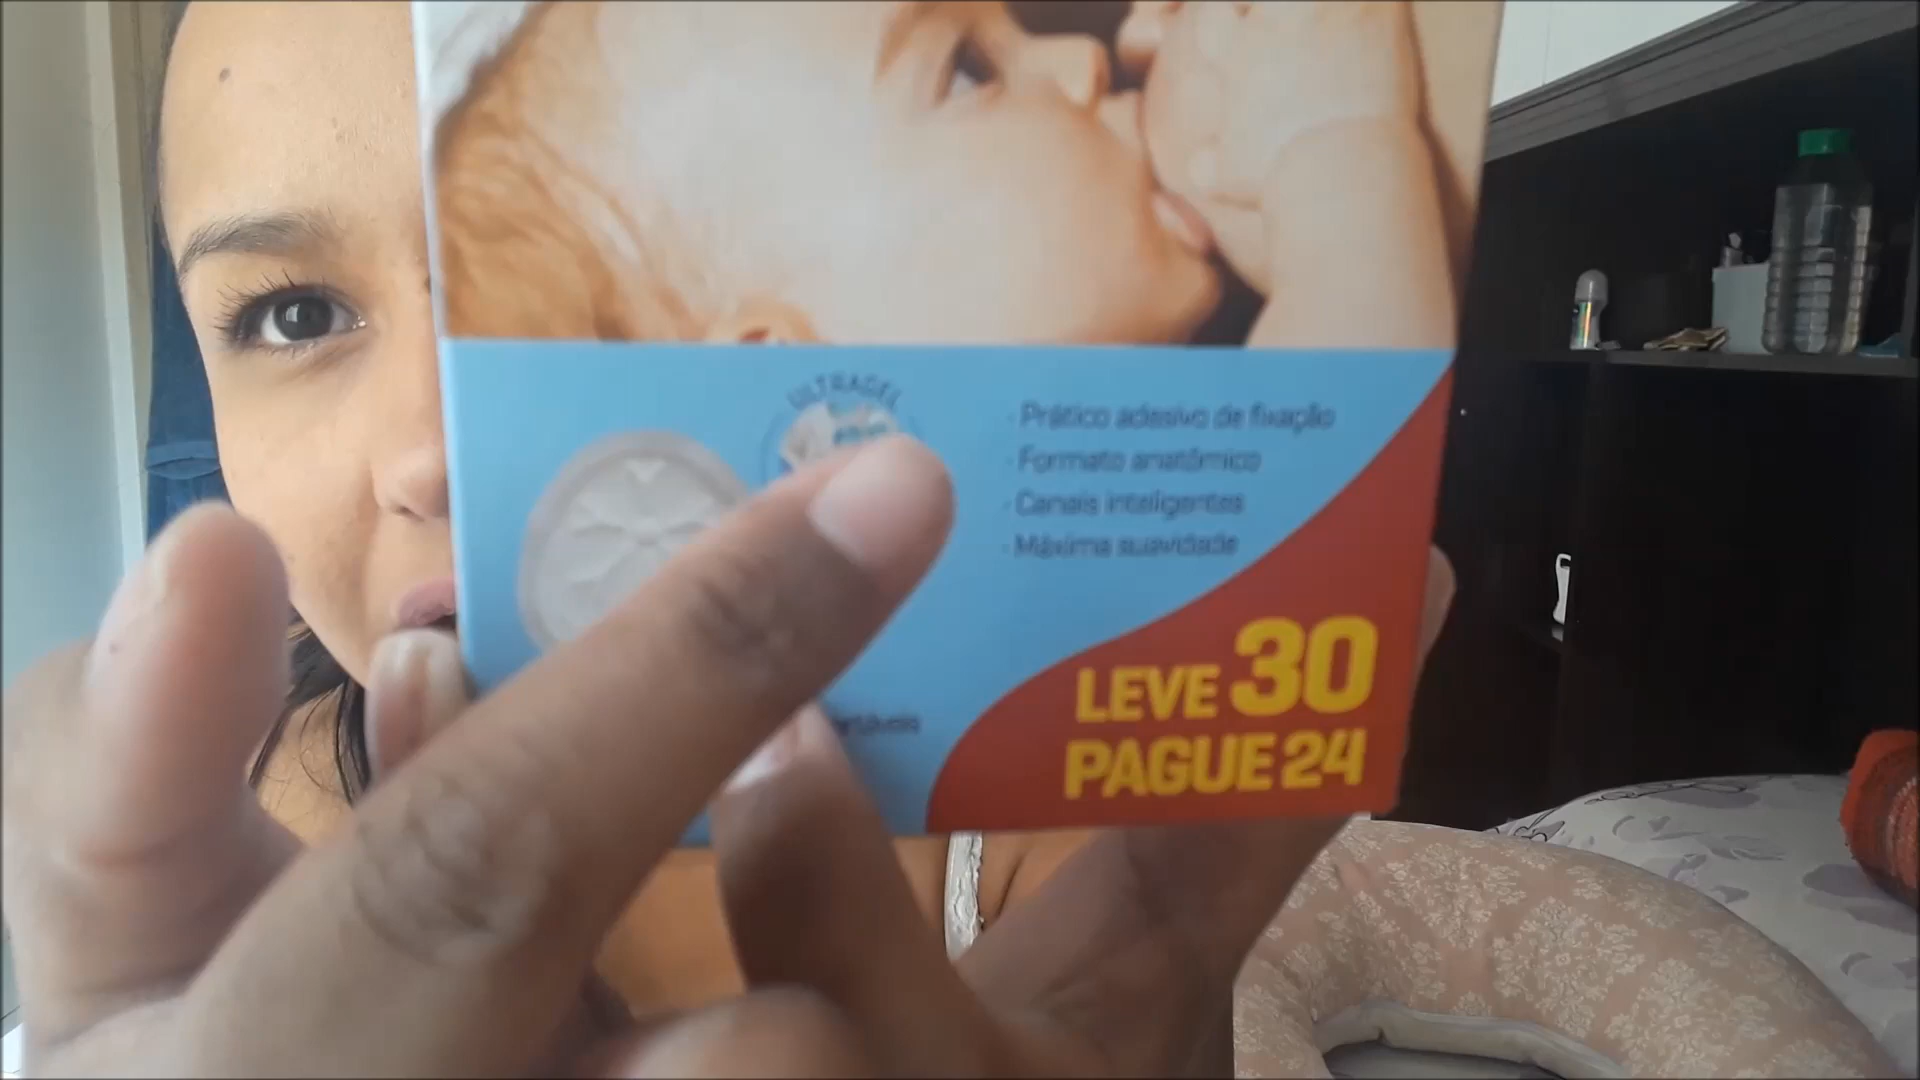 ULTRAGEL
- Prático adesivo de fixação
- Formato anatômico
- Canais inteligentes
- Máxima suavidade
LEVE 30
PAGUE 24